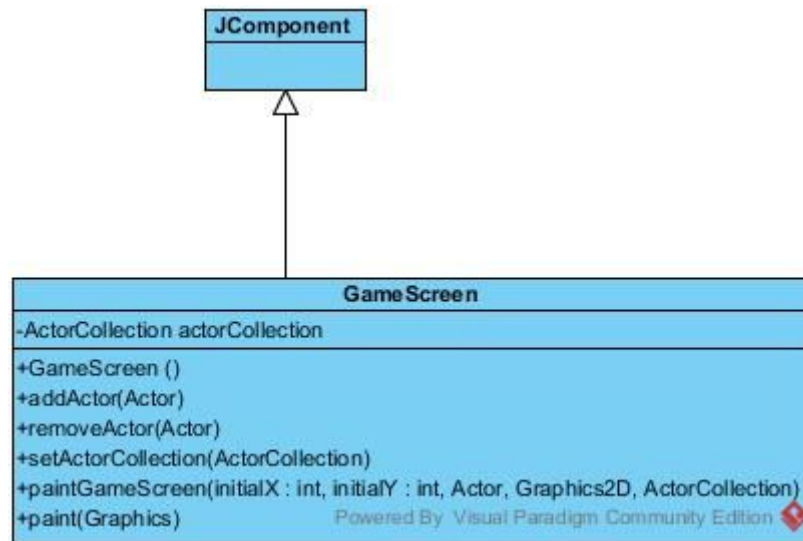 JComponent
GameScreen
-ActorCollection actorCollection
+GameScreen ()
+addActor(Actor)
+removeActor(Actor)
+setActorCollection(ActorCollection)
+paintGameScreen(initialX : int, initialY : int, Actor, Graphics2D, ActorCollection)
+paint(Graphics)
Powered By Visual Paradigm Community Edition